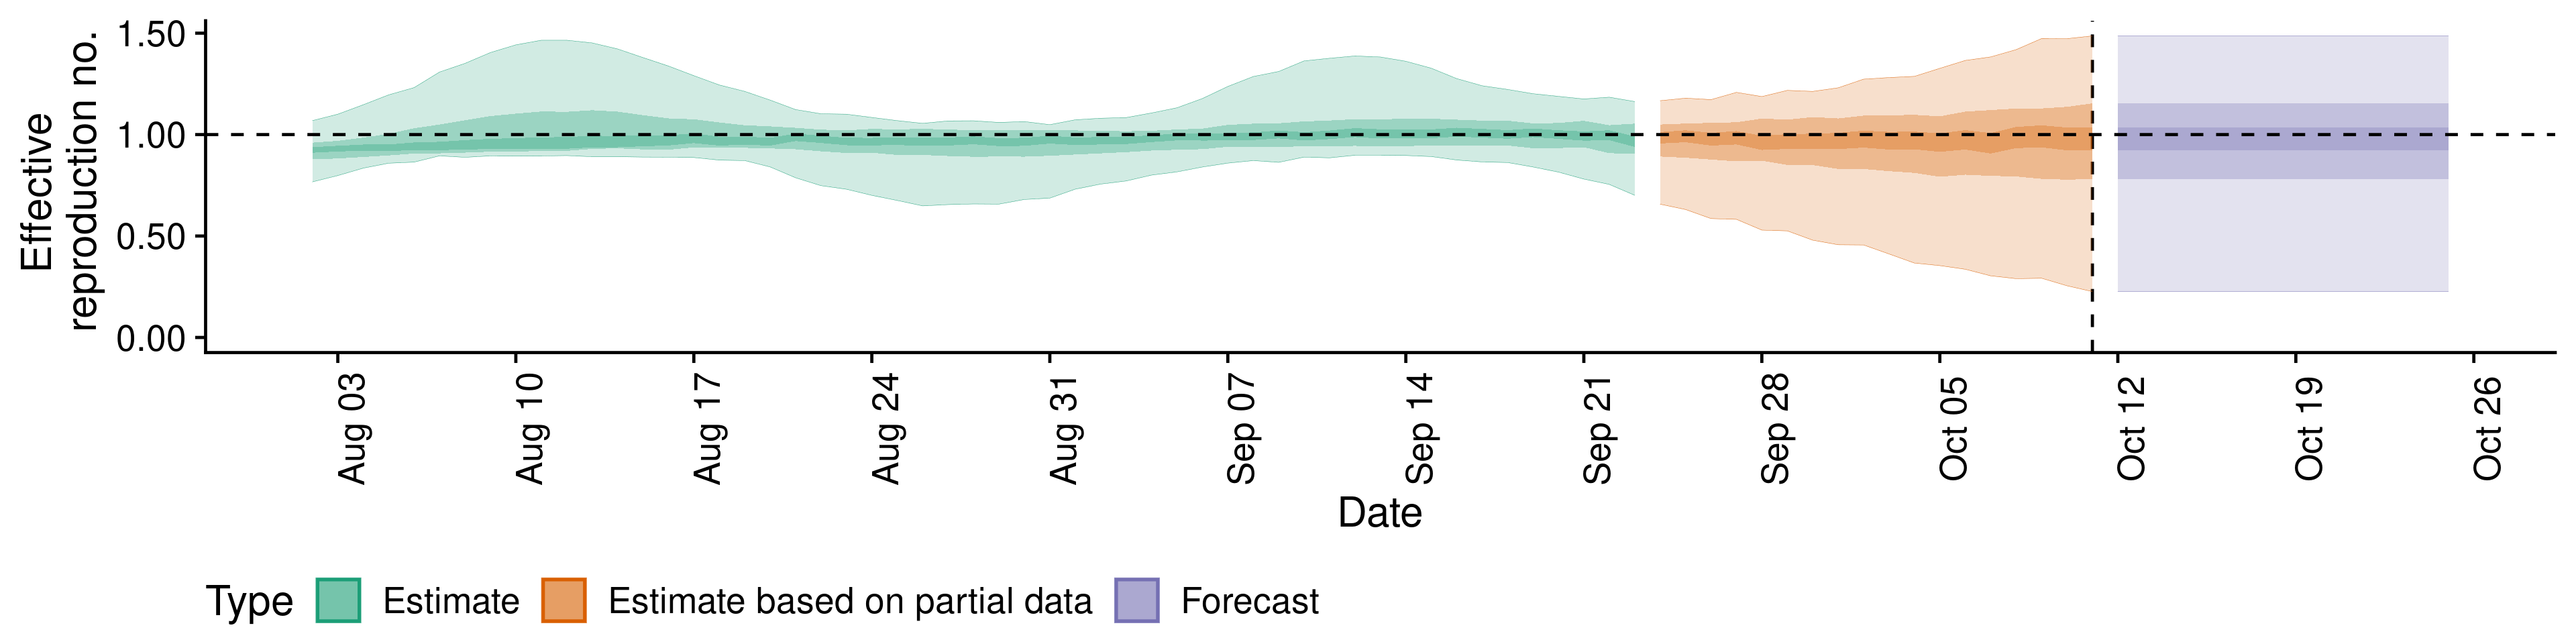 Effective
reproduction no.
1.50
1.00
0.50
0.00
Aug 03
Aug 10
Aug 17
Aug 24
Aug 31
Sep 07
Sep 14
Sep 21
Sep 28
Oct 05
Oct 12
Oct 19
Oct 26
Date
Type
Estimate
Estimate based on partial data
Forecast